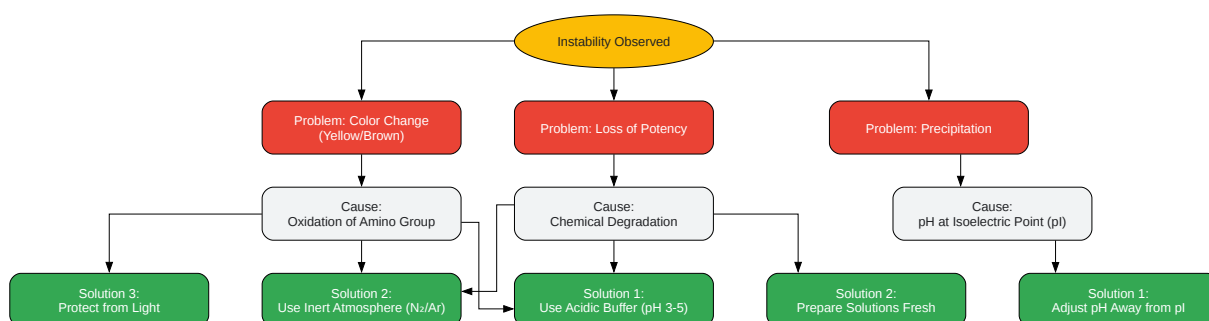 Instability Observed
Problem: Color Change
(Yellow/Brown)
Problem: Loss of Potency
Problem: Precipitation
Cause:
Oxidation of Amino Group
Cause:
Chemical Degradation
Cause:
pH at Isoelectric Point (pI)
Solution 3:
Protect from Light
Solution 2:
Use Inert Atmosphere (N₂/Ar)
Solution 1:
Use Acidic Buffer (pH 3-5)
Solution 2:
Prepare Solutions Fresh
Solution 1:
Adjust pH Away from pI